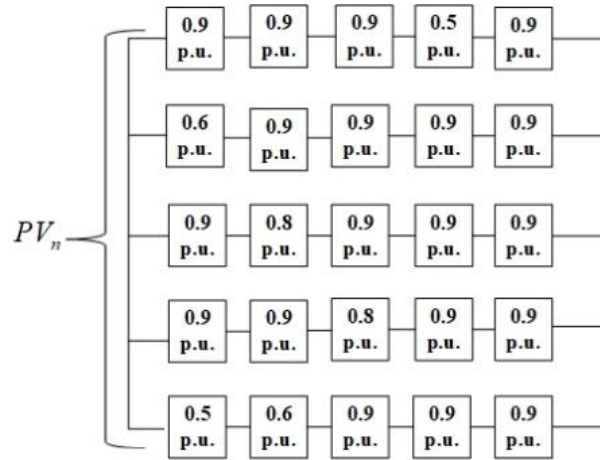 0.9 0.9 0.9 0.5 0.9
p.u. p.u. p.u. p.u. p.u.
0.6 0.9 0.9 0.9 0.9
p.u. p.u. p.u. p.u. p.u.
PVn
0.9 0.8 0.9 0.9 0.9
p.u. p.u. p.u. p.u. p.u.
0.9 0.9 0.8 0.9 0.9
p.u. p.u. p.u. p.u. p.u.
0.5 0.6 0.9 0.9 0.9
p.u. p.u. p.u. p.u. p.u.